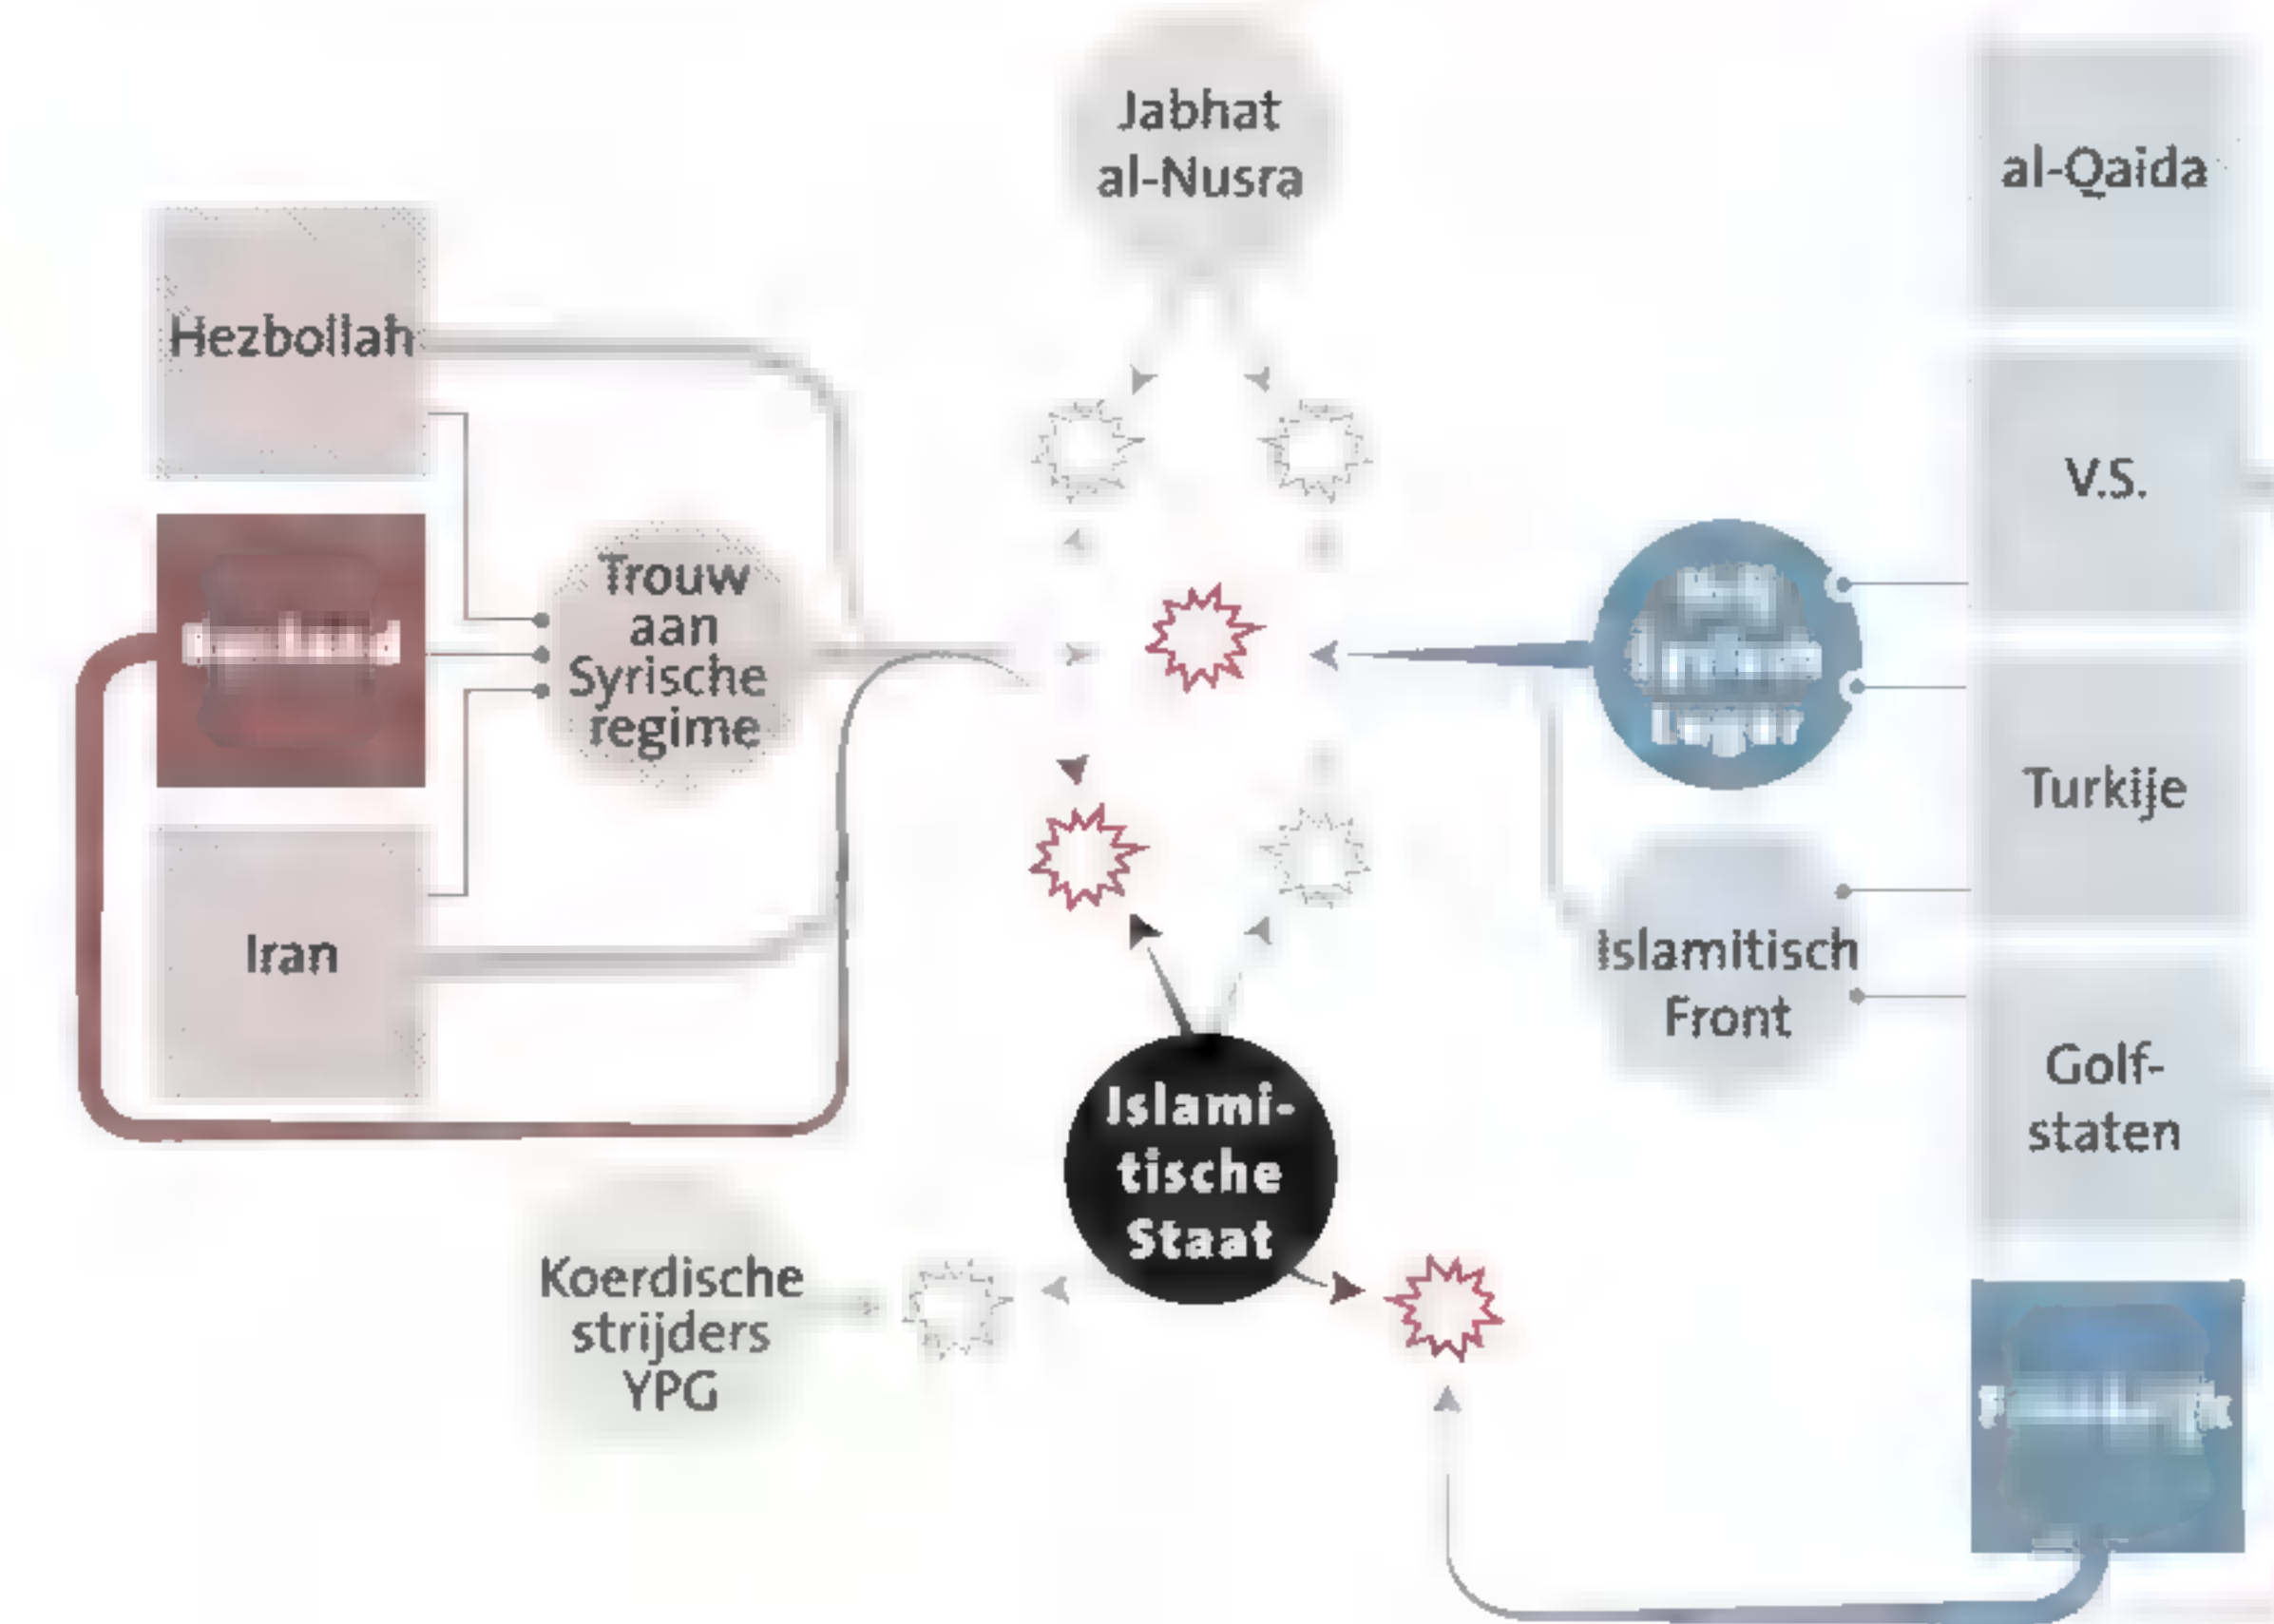 Jabhat
al-Nusra
al-Qaida
Hezbollah
V.S.
Trouw
aan
Syrische
regime
Turkije
Iran
Islamitisch
Front
Golf-
staten
Islami-
tische
Staat
Koerdische
strijders
YPG